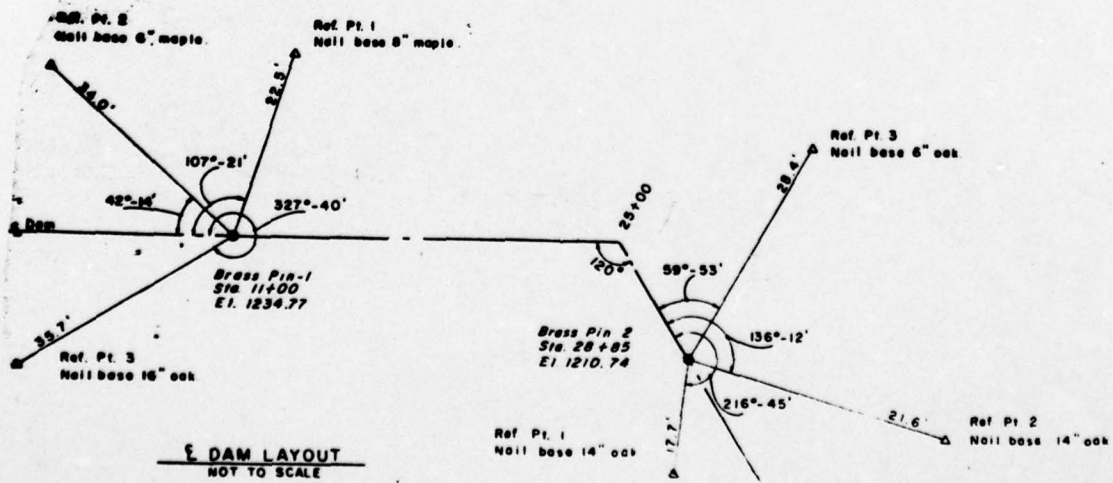 Ref. Pt. 2
Nail base 6" maple.
Ref. Pt. 1
Nail base 8" maple.
34.0'
22.5'
107°-21'
42°-14'
327°-40'
Dam
Brass Pin-1
Sta. 11+00
El. 1234.77
35.7'
Ref. Pt. 3
Nail base 16" oak
25+00
120°
Ref. Pt. 3
Nail base 6" oak
28.4'
59°-53'
136°-12'
216°-45'
Brass Pin 2
Sta. 28+85
El 1210.74
Ref Pt. 1
Nail base 14" oak
17.7'
21.6'
Ref Pt. 2
Nail base 14" oak
℄ DAM LAYOUT
NOT TO SCALE